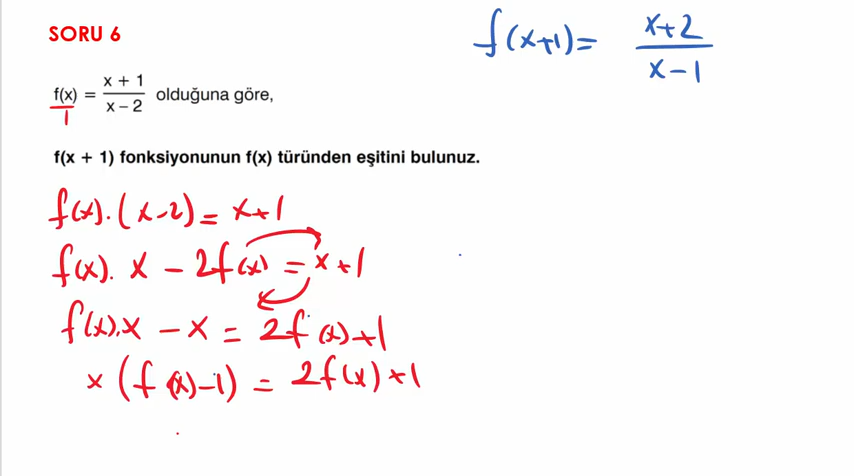 SORU 6
f(x+1) = x+2 / x-1
f(x) / 1 = x + 1 / x – 2 olduğuna göre,
f(x + 1) fonksiyonunun f(x) türünden eşitini bulunuz.
f(x).(x-2) = x+1
f(x). x - 2f(x) = x+1
f(x).x - x = 2f(x)+1
x (f(x)-1) = 2f(x)+1